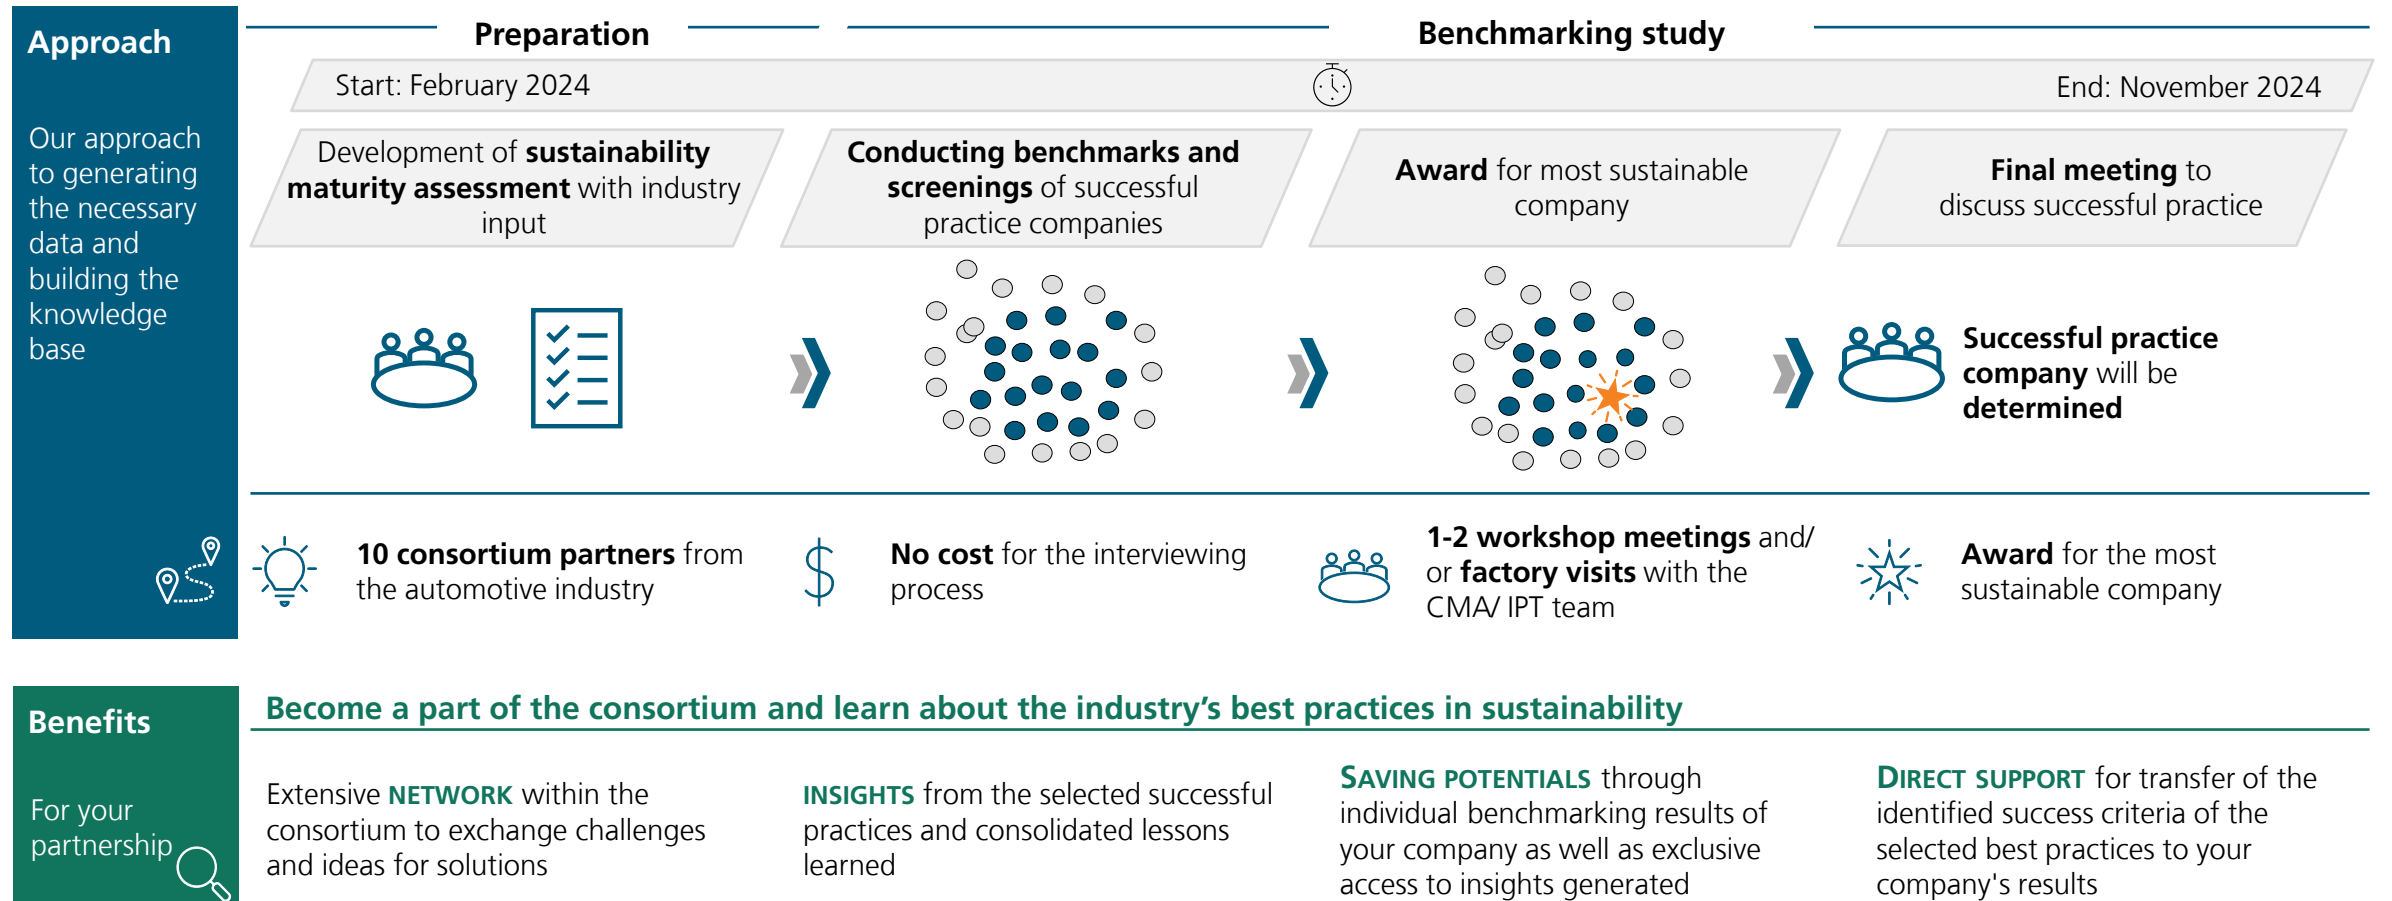 Approach
Our approach
to generating
the necessary
data and
building the
knowledge
base
Preparation
Benchmarking study
Start: February 2024
End: November 2024
Development of sustainability
maturity assessment with industry
input
Conducting benchmarks and
screenings of successful
practice companies
Award for most sustainable
company
Final meeting to
discuss successful practice
Successful practice
company will be
determined
10 consortium partners from
the automotive industry
No cost for the interviewing
process
1-2 workshop meetings and/
or factory visits with the
CMA/ IPT team
Award for the most
sustainable company
Benefits
For your
partnership
Become a part of the consortium and learn about the industry’s best practices in sustainability
Extensive NETWORK within the
consortium to exchange challenges
and ideas for solutions
INSIGHTS from the selected successful
practices and consolidated lessons
learned
SAVING POTENTIALS through
individual benchmarking results of
your company as well as exclusive
access to insights generated
DIRECT SUPPORT for transfer of the
identified success criteria of the
selected best practices to your
company's results